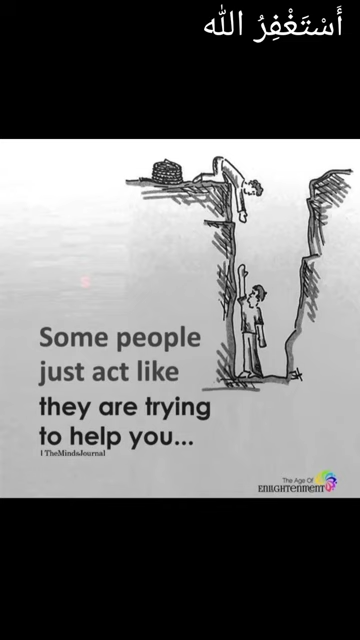 أَسْتَغْفِرُ اللّٰه
Some people
just act like
they are trying
to help you...
| TheMindsJournal
The Age Of
ENLIGHTENMENT